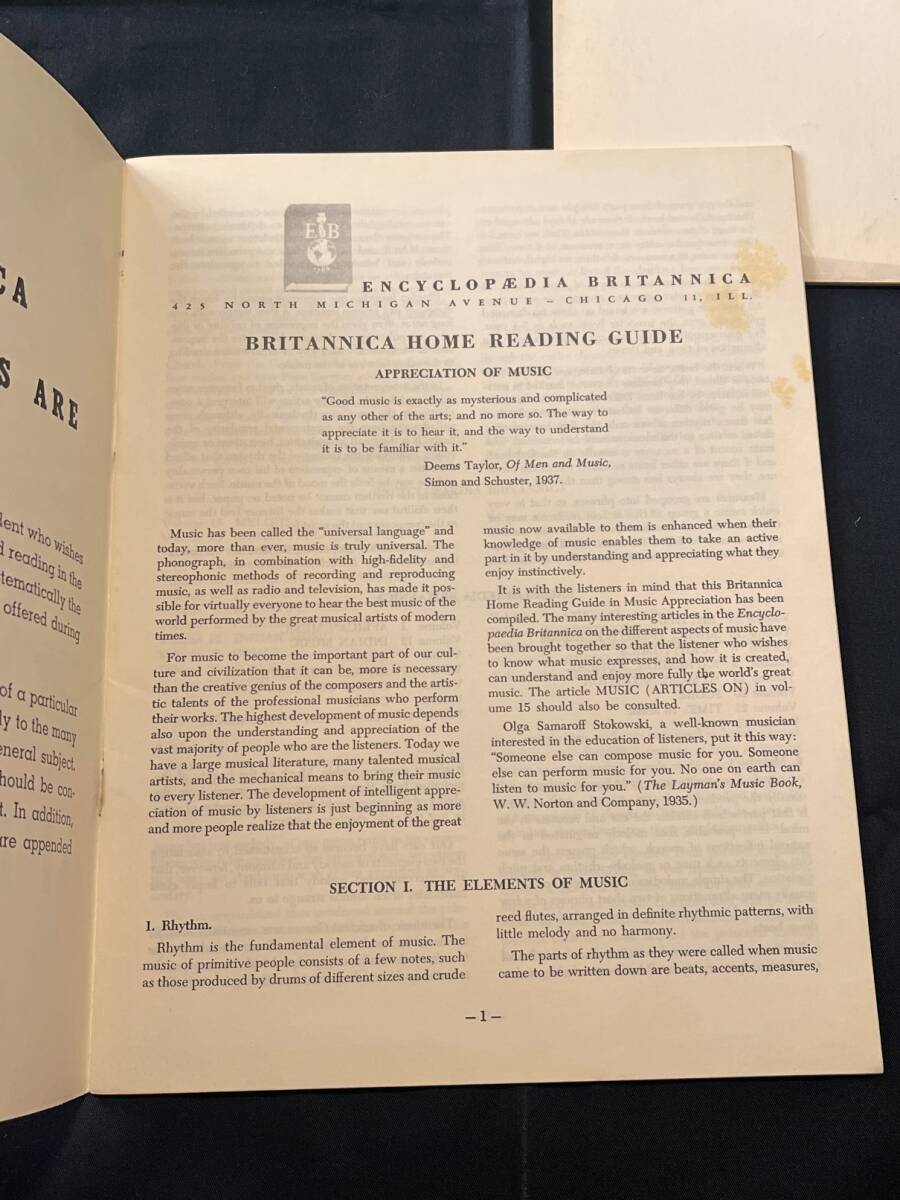 CA
S ARE
dent who wishes
d reading in the
tematically the
offered during
of a particular
ly to the many
eneral subject.
hould be con-
t. In addition,
are appended
E B
1768
ENCYCLOPÆDIA BRITANNICA
425 NORTH MICHIGAN AVENUE – CHICAGO 11, ILL.
BRITANNICA HOME READING GUIDE
APPRECIATION OF MUSIC
“Good music is exactly as mysterious and complicated
as any other of the arts; and no more so. The way to
appreciate it is to hear it, and the way to understand
it is to be familiar with it.”
Deems Taylor, Of Men and Music,
Simon and Schuster, 1937.
Music has been called the “universal language” and
today, more than ever, music is truly universal. The
phonograph, in combination with high-fidelity and
stereophonic methods of recording and reproducing
music, as well as radio and television, has made it pos-
sible for virtually everyone to hear the best music of the
world performed by the great musical artists of modern
times.
For music to become the important part of our cul-
ture and civilization that it can be, more is necessary
than the creative genius of the composers and the artis-
tic talents of the professional musicians who perform
their works. The highest development of music depends
also upon the understanding and appreciation of the
vast majority of people who are the listeners. Today we
have a large musical literature, many talented musical
artists, and the mechanical means to bring their music
to every listener. The development of intelligent appre-
ciation of music by listeners is just beginning as more
and more people realize that the enjoyment of the great
music now available to them is enhanced when their
knowledge of music enables them to take an active
part in it by understanding and appreciating what they
enjoy instinctively.
It is with the listeners in mind that this Britannica
Home Reading Guide in Music Appreciation has been
compiled. The many interesting articles in the Encyclo-
paedia Britannica on the different aspects of music have
been brought together so that the listener who wishes
to know what music expresses, and how it is created,
can understand and enjoy more fully the world’s great
music. The article MUSIC (ARTICLES ON) in vol-
ume 15 should also be consulted.
Olga Samaroff Stokowski, a well-known musician
interested in the education of listeners, put it this way:
“Someone else can compose music for you. Someone
else can perform music for you. No one on earth can
listen to music for you.” (The Layman’s Music Book,
W. W. Norton and Company, 1935.)
SECTION I. THE ELEMENTS OF MUSIC
1. Rhythm.
Rhythm is the fundamental element of music. The
music of primitive people consists of a few notes, such
as those produced by drums of different sizes and crude
reed flutes, arranged in definite rhythmic patterns, with
little melody and no harmony.
The parts of rhythm as they were called when music
came to be written down are beats, accents, measures,
– 1 –